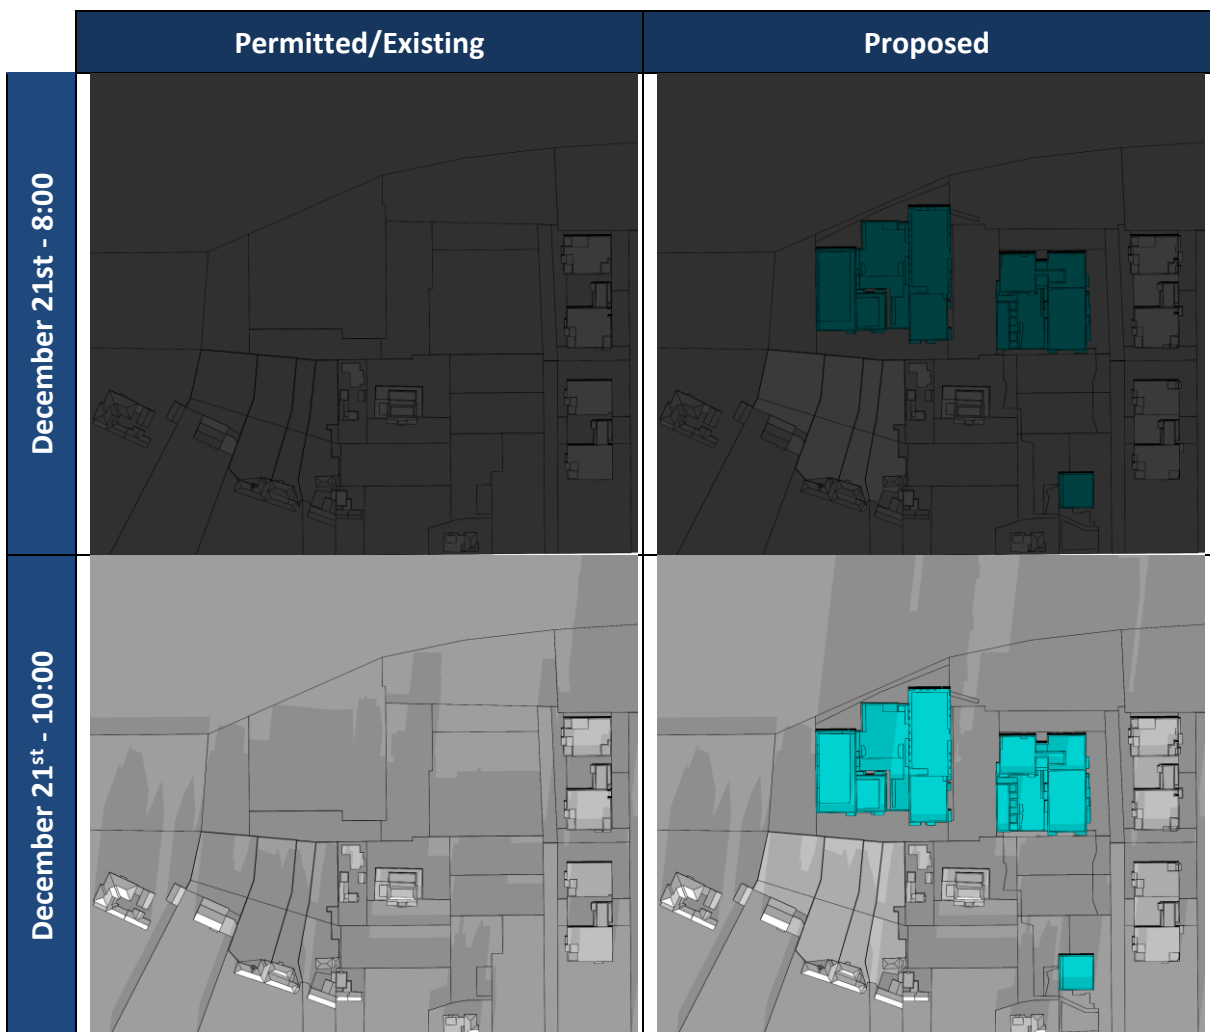 Permitted/Existing
Proposed
December 21st - 8:00
December 21st - 10:00